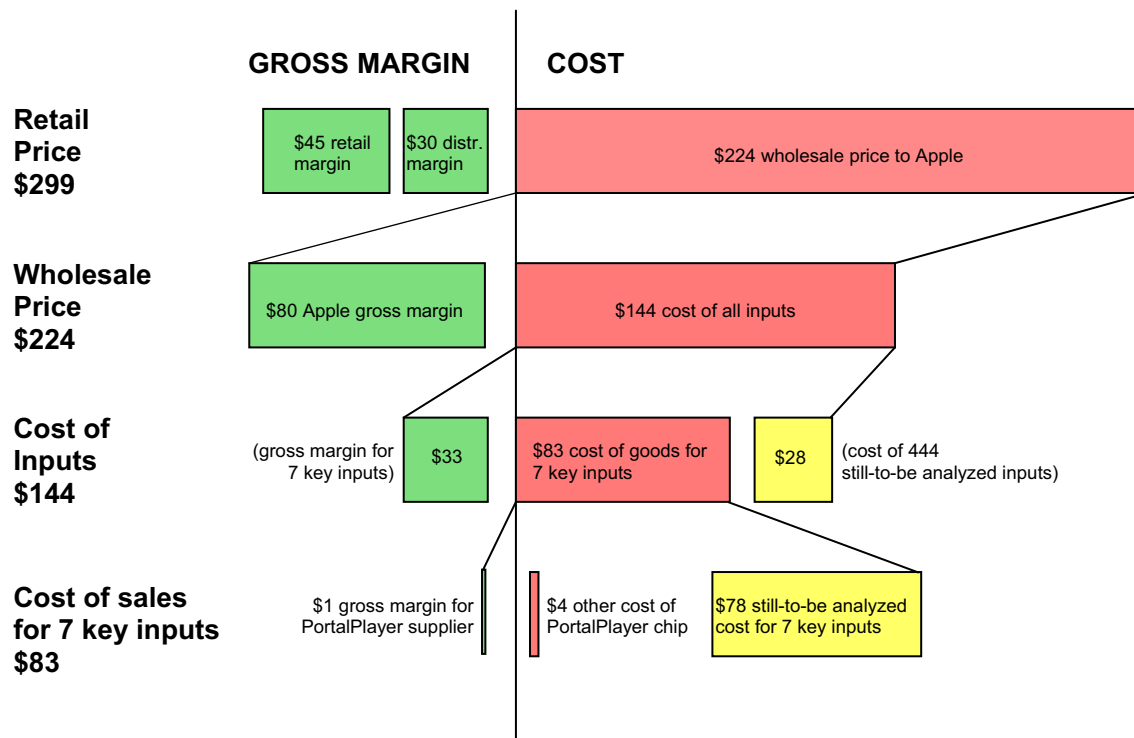 GROSS MARGIN
COST
Retail
Price
$299
$45 retail
margin
$30 distr.
margin
$224 wholesale price to Apple
Wholesale
Price
$224
$80 Apple gross margin
$144 cost of all inputs
Cost of
Inputs
$144
(gross margin for
7 key inputs)
$33
$83 cost of goods for
7 key inputs
$28
(cost of 444
still-to-be analyzed inputs)
Cost of sales
for 7 key inputs
$83
$1 gross margin for
PortalPlayer supplier
$4 other cost of
PortalPlayer chip
$78 still-to-be analyzed
cost for 7 key inputs